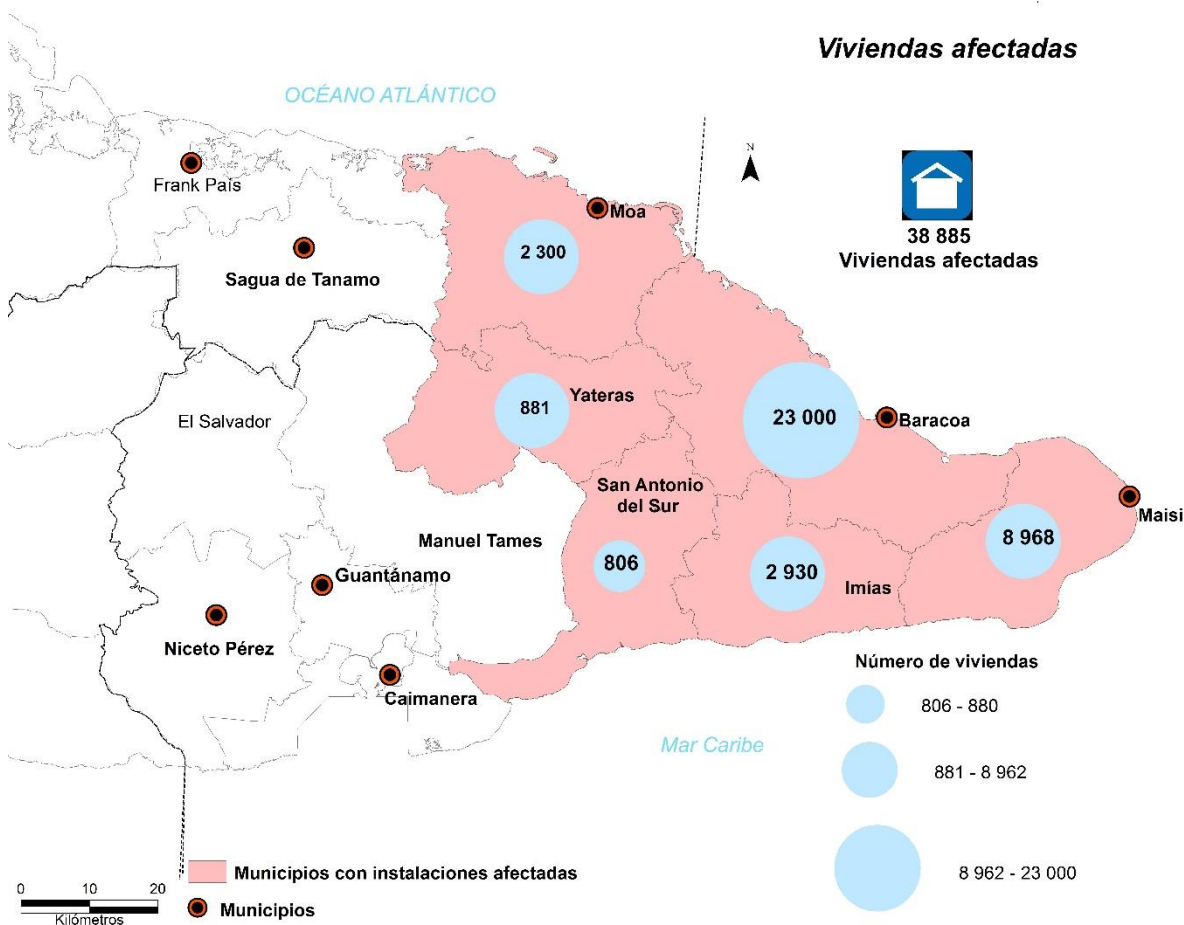 Viviendas afectadas
OCÉANO ATLÁNTICO
N
38 885
Viviendas afectadas
Frank País
Moa
Sagua de Tanamo
2 300
El Salvador
881
Yateras
23 000
Baracoa
San Antonio
del Sur
Maisi
Manuel Tames
8 968
806
2 930
Imías
Guantánamo
Niceto Pérez
Caimanera
Mar Caribe
Número de viviendas
806 - 880
881 - 8 962
8 962 - 23 000
Municipios con instalaciones afectadas
Municipios
0 10 20
Kilómetros